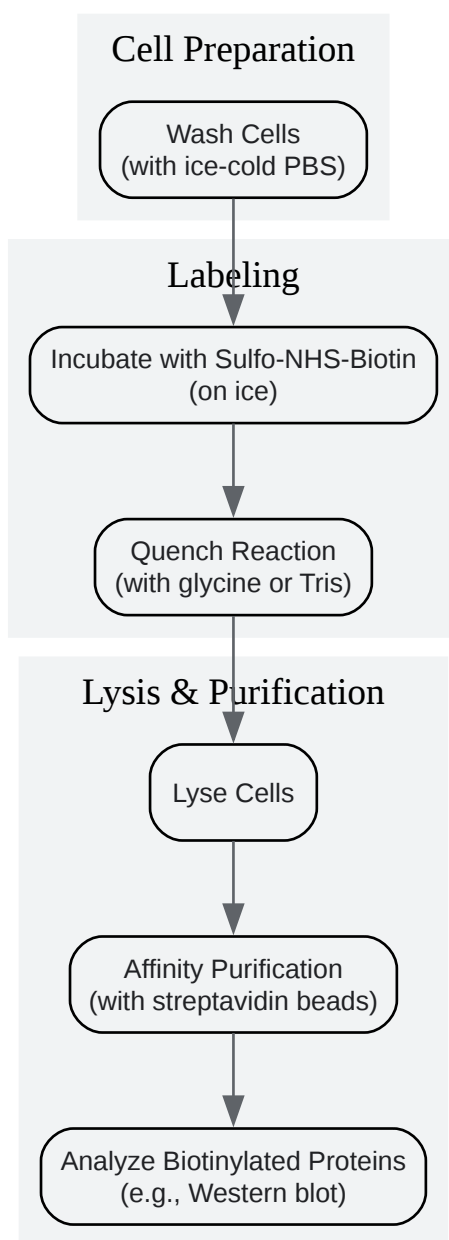 Cell Preparation
Wash Cells
(with ice-cold PBS)
Labeling
Incubate with Sulfo-NHS-Biotin
(on ice)
Quench Reaction
(with glycine or Tris)
Lysis & Purification
Lyse Cells
Affinity Purification
(with streptavidin beads)
Analyze Biotinylated Proteins
(e.g., Western blot)